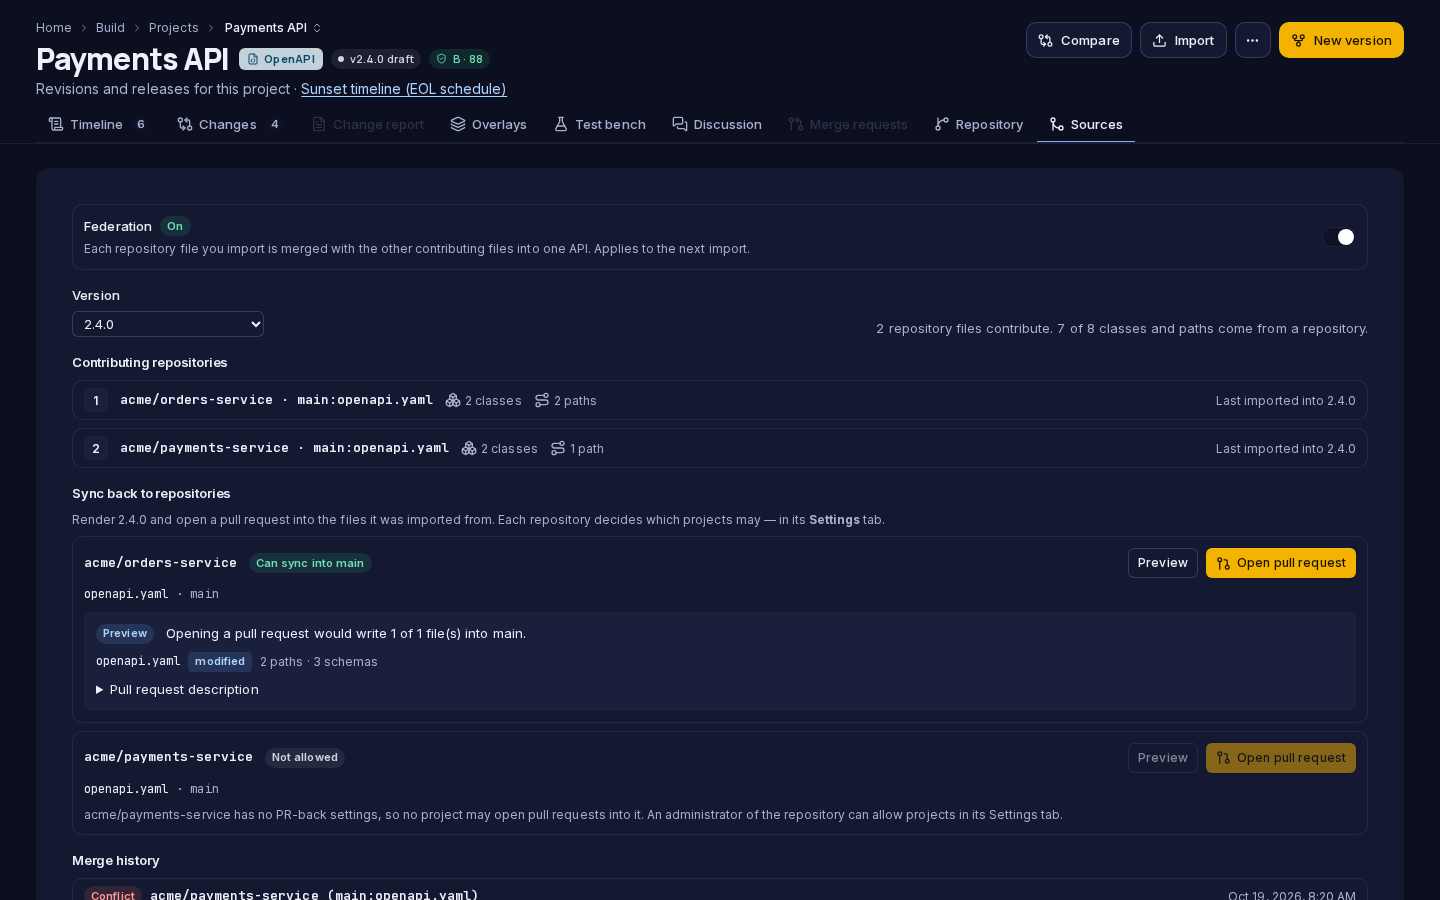 Home > Build > Projects > Payments API
Compare
Import
New version
Payments API OpenAPI v2.4.0 draft B · 88
Revisions and releases for this project · Sunset timeline (EOL schedule)
Timeline 6 Changes 4 Change report Overlays Test bench Discussion Merge requests Repository Sources
Federation On
Each repository file you import is merged with the other contributing files into one API. Applies to the next import.
Version
2.4.0
2 repository files contribute. 7 of 8 classes and paths come from a repository.
Contributing repositories
1 acme/orders-service · main:openapi.yaml 2 classes 2 paths Last imported into 2.4.0
2 acme/payments-service · main:openapi.yaml 2 classes 1 path Last imported into 2.4.0
Sync back to repositories
Render 2.4.0 and open a pull request into the files it was imported from. Each repository decides which projects may — in its Settings tab.
acme/orders-service Can sync into main Preview Open pull request
openapi.yaml · main
Preview Opening a pull request would write 1 of 1 file(s) into main.
openapi.yaml modified 2 paths · 3 schemas
Pull request description
acme/payments-service Not allowed Preview Open pull request
openapi.yaml · main
acme/payments-service has no PR-back settings, so no project may open pull requests into it. An administrator of the repository can allow projects in its Settings tab.
Merge history
Conflict acme/payments-service (main:openapi.yaml) Oct 19, 2026, 8:20 AM